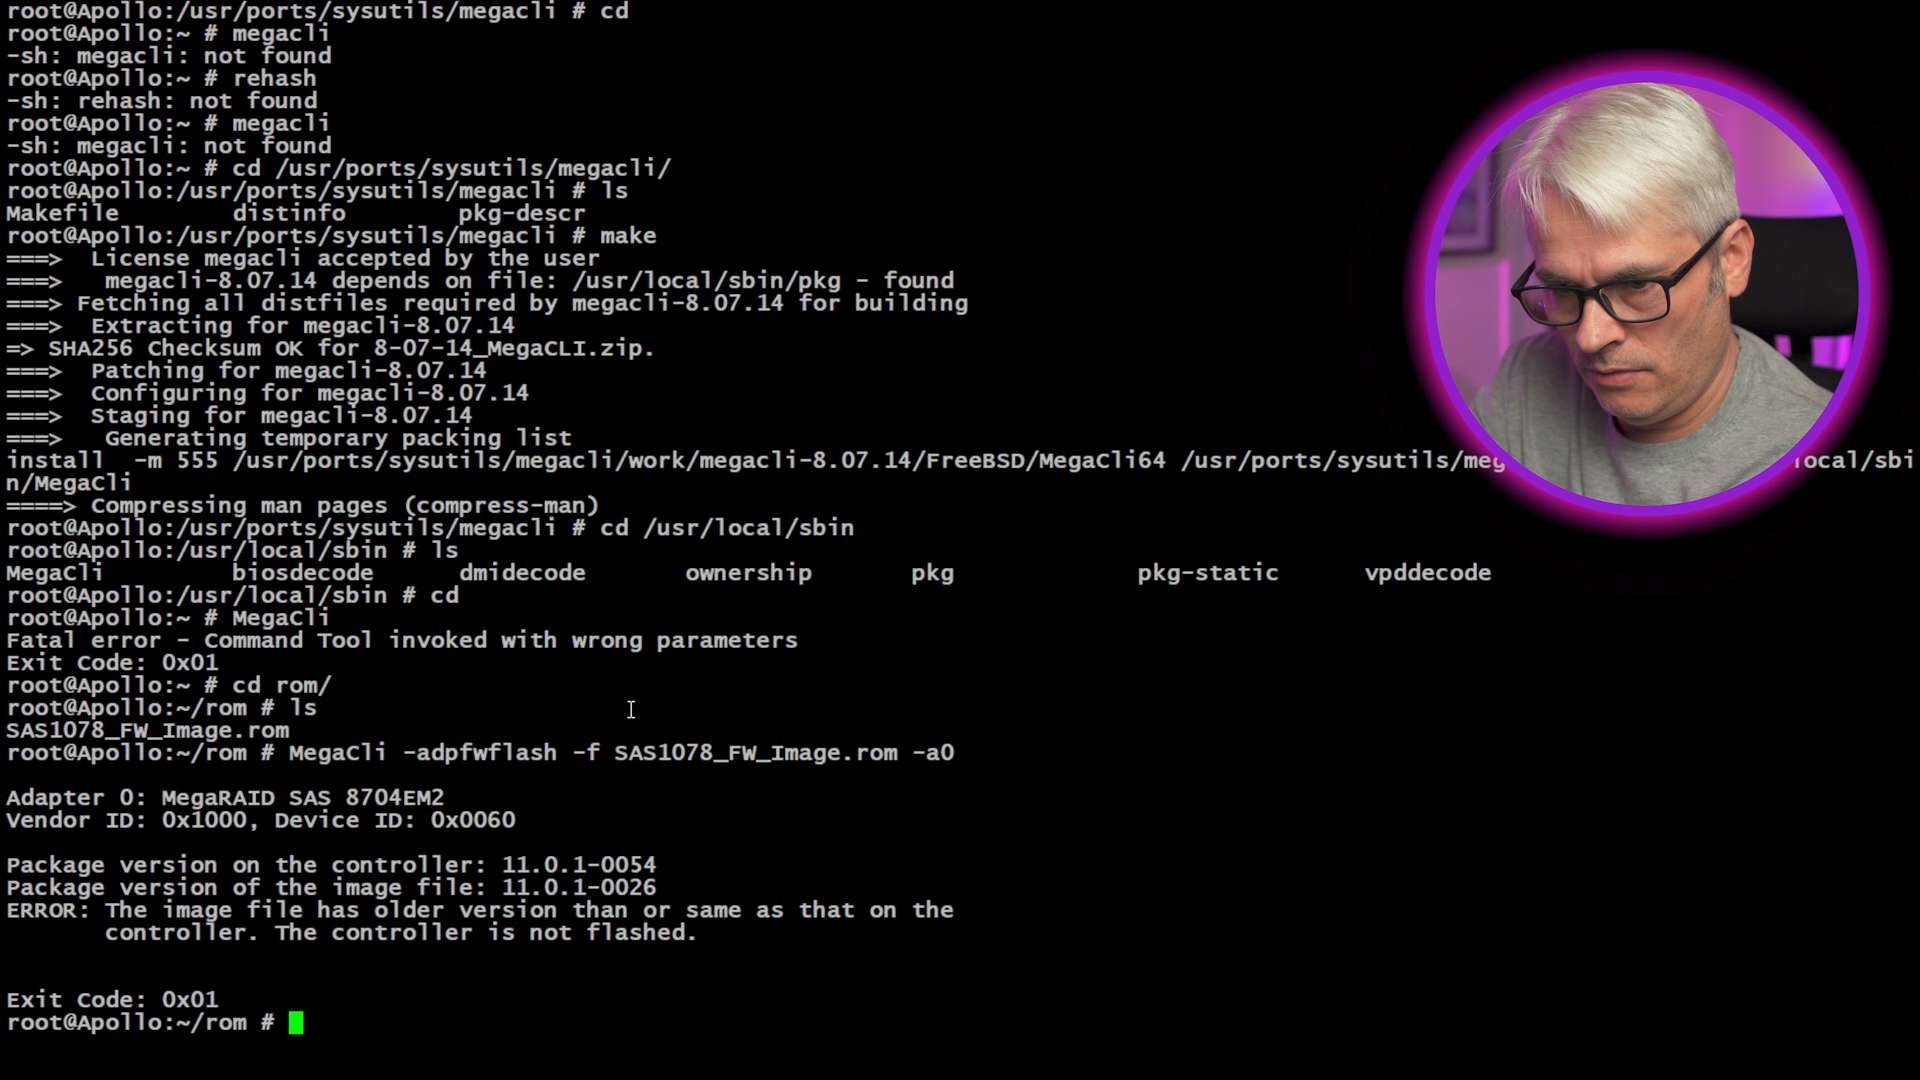 root@Apollo:/usr/ports/sysutils/megacli # cd
root@Apollo:~ # megacli
-sh: megacli: not found
root@Apollo:~ # rehash
-sh: rehash: not found
root@Apollo:~ # megacli
-sh: megacli: not found
root@Apollo:~ # cd /usr/ports/sysutils/megacli/
root@Apollo:/usr/ports/sysutils/megacli # ls
Makefile distinfo pkg-descr
root@Apollo:/usr/ports/sysutils/megacli # make
===> License megacli accepted by the user
===> megacli-8.07.14 depends on file: /usr/local/sbin/pkg - found
===> Fetching all distfiles required by megacli-8.07.14 for building
===> Extracting for megacli-8.07.14
=> SHA256 Checksum OK for 8-07-14_MegaCLI.zip.
===> Patching for megacli-8.07.14
===> Configuring for megacli-8.07.14
===> Staging for megacli-8.07.14
===> Generating temporary packing list
install -m 555 /usr/ports/sysutils/megacli/work/megacli-8.07.14/FreeBSD/MegaCli64 /usr/ports/sysutils/meg local/sbi
n/MegaCli
====> Compressing man pages (compress-man)
root@Apollo:/usr/ports/sysutils/megacli # cd /usr/local/sbin
root@Apollo:/usr/local/sbin # ls
MegaCli biosdecode dmidecode ownership pkg pkg-static vpddecode
root@Apollo:/usr/local/sbin # cd
root@Apollo:~ # MegaCli
Fatal error - Command Tool invoked with wrong parameters
Exit Code: 0x01
root@Apollo:~ # cd rom/
root@Apollo:~/rom # ls
SAS1078_FW_Image.rom
root@Apollo:~/rom # MegaCli -adpfwflash -f SAS1078_FW_Image.rom -a0
Adapter 0: MegaRAID SAS 8704EM2
Vendor ID: 0x1000, Device ID: 0x0060
Package version on the controller: 11.0.1-0054
Package version of the image file: 11.0.1-0026
ERROR: The image file has older version than or same as that on the
controller. The controller is not flashed.
Exit Code: 0x01
root@Apollo:~/rom #